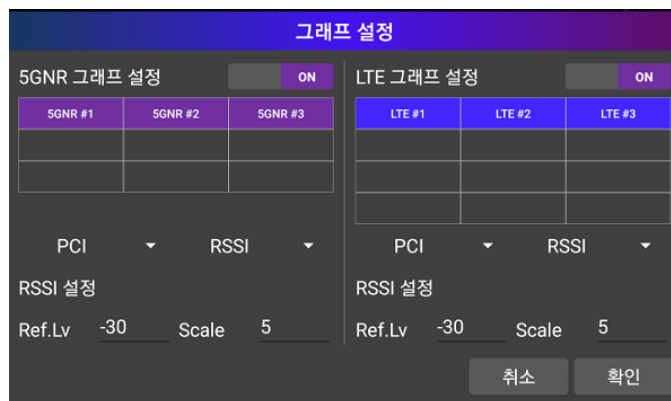 그래프 설정
5GNR 그래프 설정 ON
5GNR #1 5GNR #2 5GNR #3
PCI RSSI
RSSI 설정
Ref.Lv -30 Scale 5
LTE 그래프 설정 ON
LTE #1 LTE #2 LTE #3
PCI RSSI
RSSI 설정
Ref.Lv -30 Scale 5
취소 확인